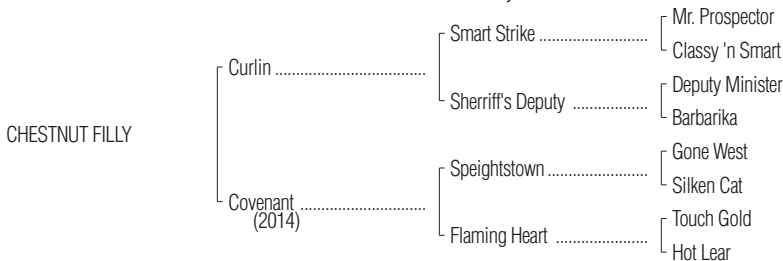 Mr. Prospector
Smart Strike ........................
Classy 'n Smart
Curlin ..................................
Deputy Minister
Sherriff's Deputy .................
Barbarika
CHESTNUT FILLY
Gone West
Speightstown ......................
Silken Cat
Covenant ............................
(2014)
Touch Gold
Flaming Heart .....................
Hot Lear